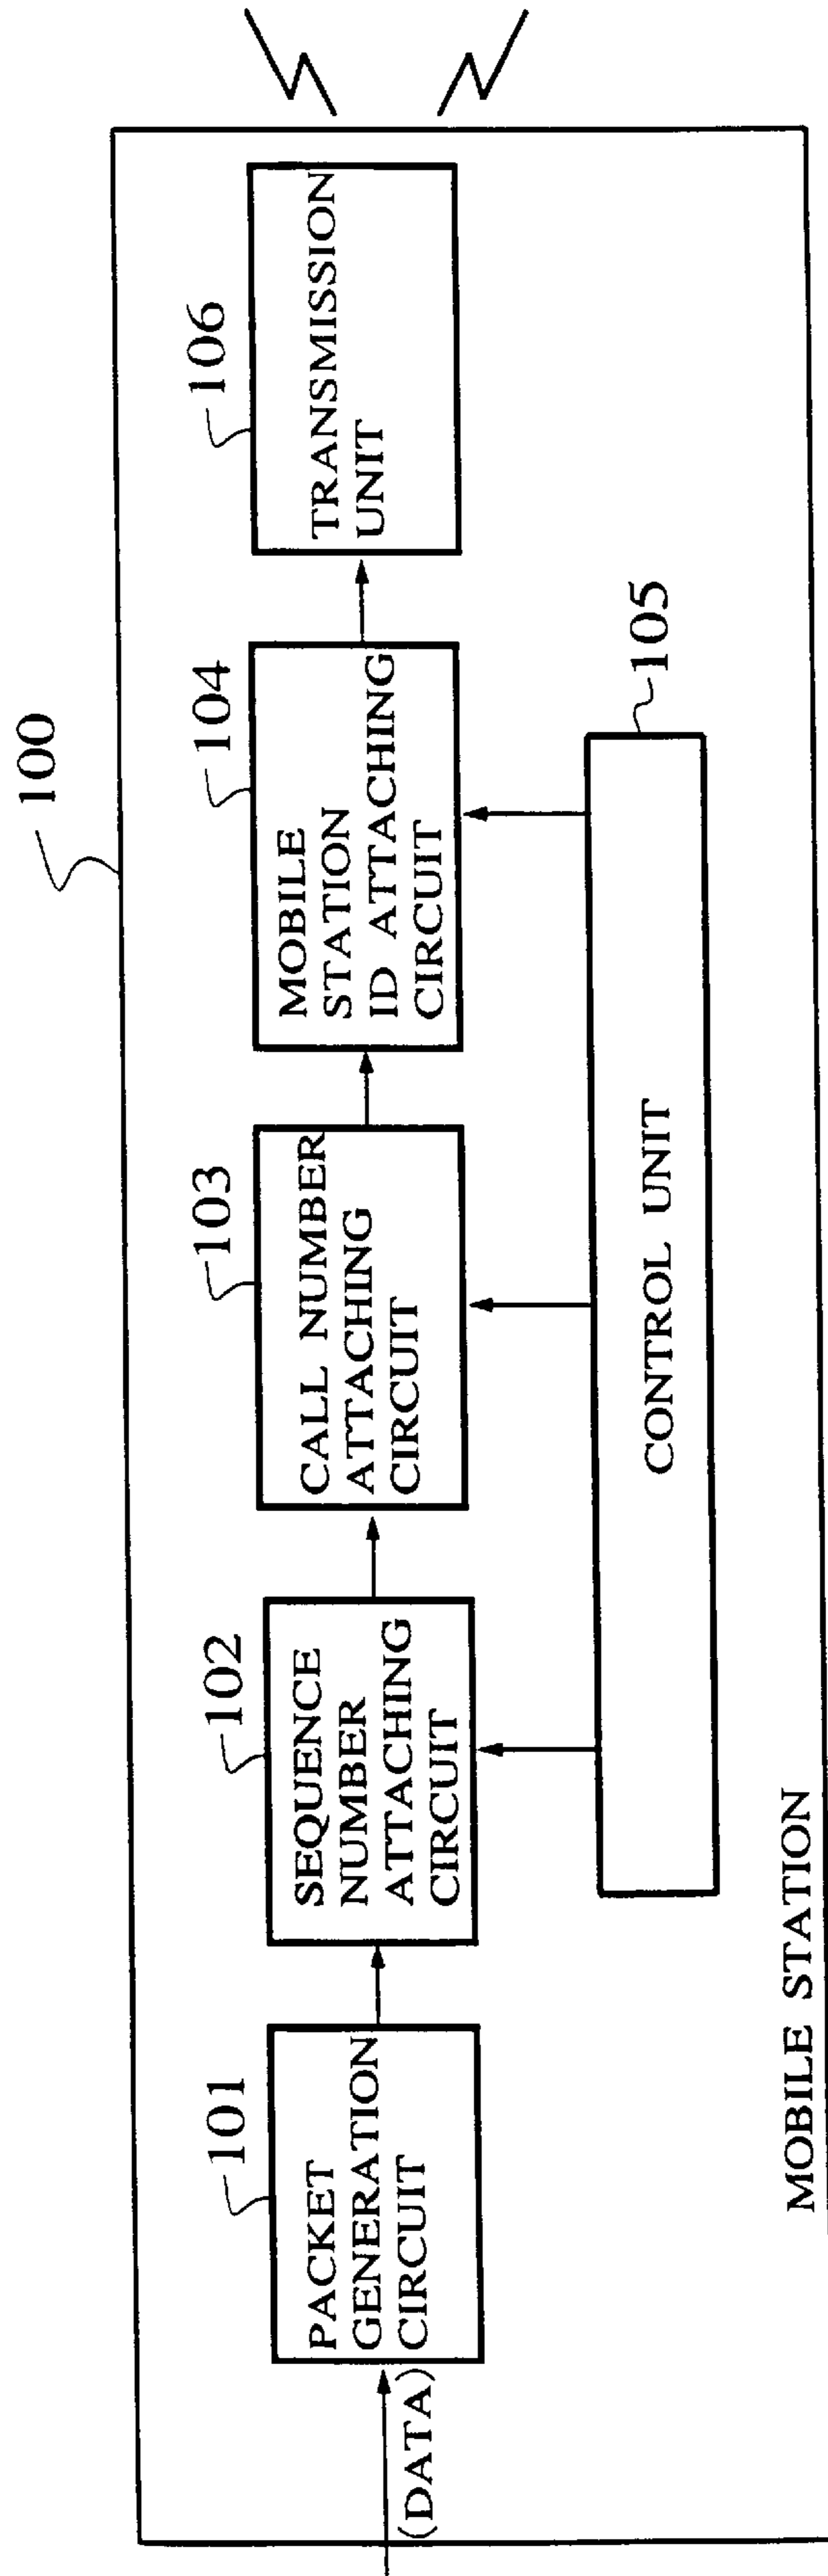 100
101
PACKET
GENERATION
CIRCUIT
(DATA)
102
SEQUENCE
NUMBER
ATTACHING
CIRCUIT
103
CALL NUMBER
ATTACHING
CIRCUIT
104
MOBILE
STATION
ID ATTACHING
CIRCUIT
106
TRANSMISSION
UNIT
105
CONTROL UNIT
MOBILE STATION